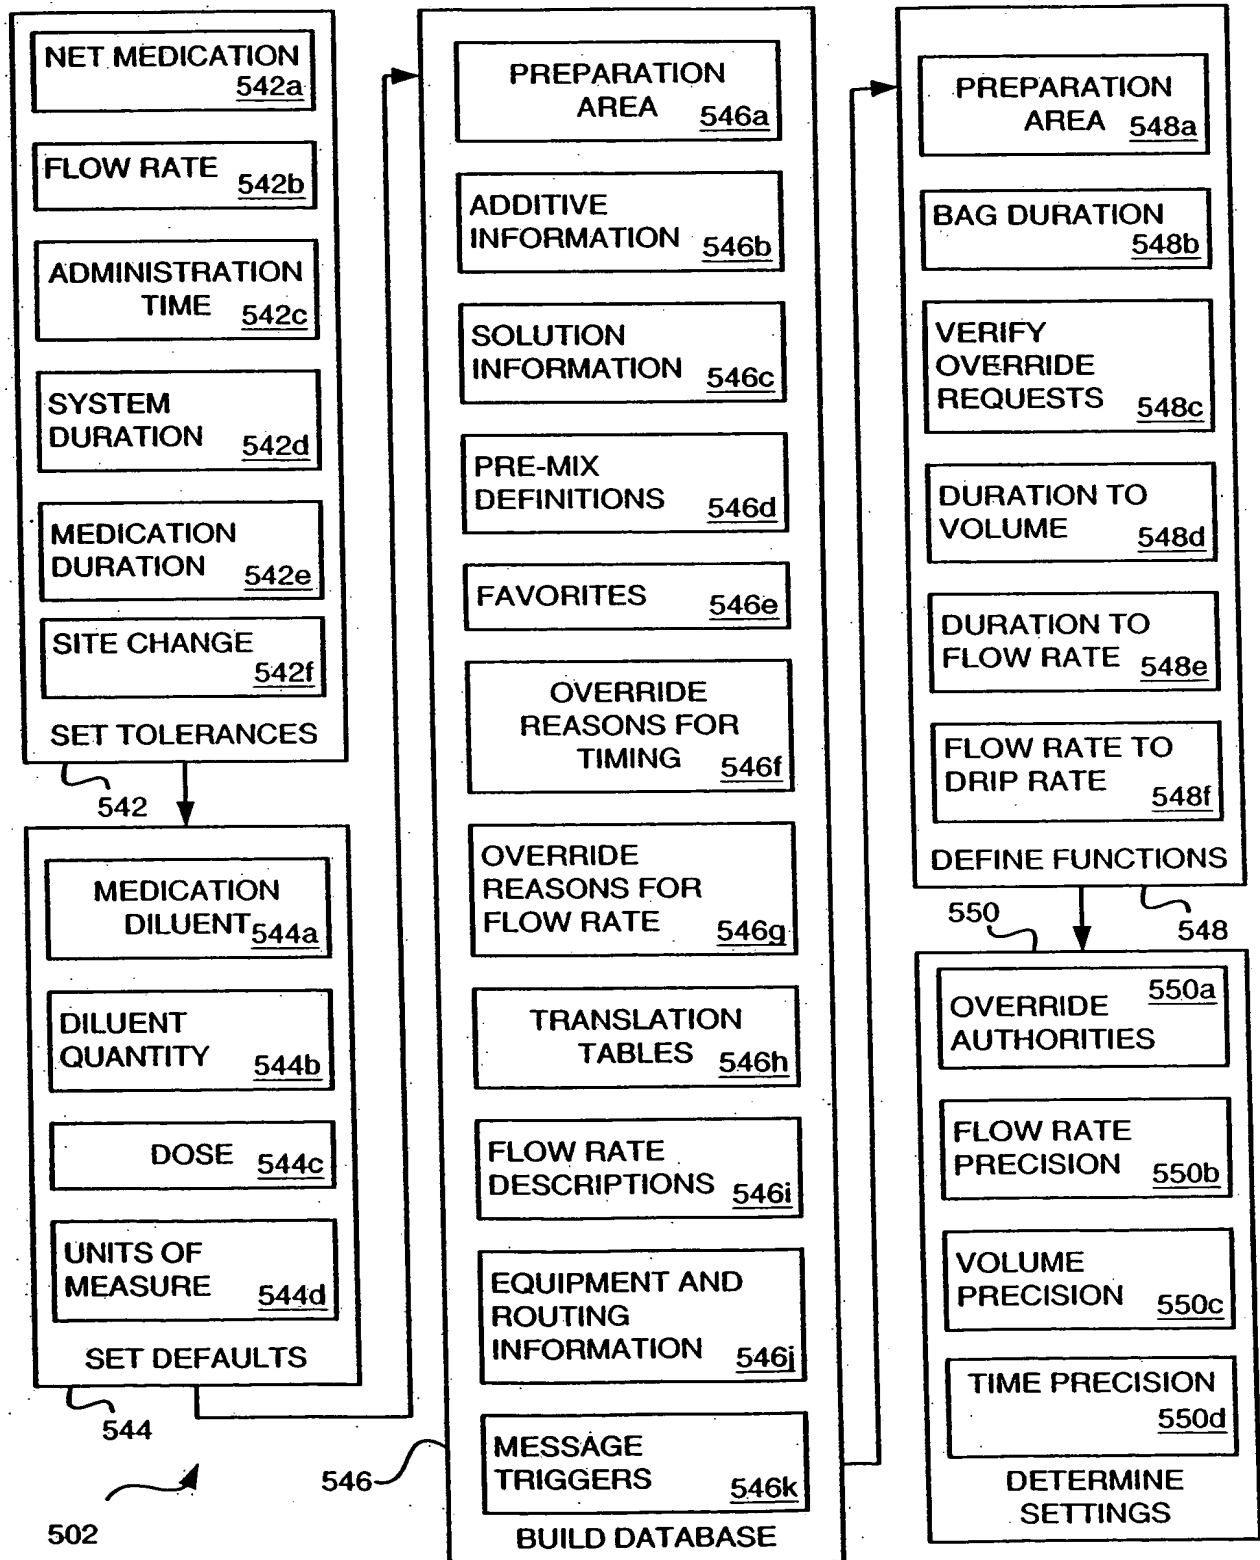 NET MEDICATION
542a
FLOW RATE
542b
ADMINISTRATION
TIME
542c
SYSTEM
DURATION
542d
MEDICATION
DURATION
542e
SITE CHANGE
542f
SET TOLERANCES
542
MEDICATION
DILUENT
544a
DILUENT
QUANTITY
544b
DOSE
544c
UNITS OF
MEASURE
544d
SET DEFAULTS
544
502
PREPARATION
AREA
546a
ADDITIVE
INFORMATION
546b
SOLUTION
INFORMATION
546c
PRE-MIX
DEFINITIONS
546d
FAVORITES
546e
OVERRIDE
REASONS FOR
TIMING
546f
OVERRIDE
REASONS FOR
FLOW RATE
546g
TRANSLATION
TABLES
546h
FLOW RATE
DESCRIPTIONS
546i
EQUIPMENT AND
ROUTING
INFORMATION
546j
MESSAGE
TRIGGERS
546k
BUILD DATABASE
546
PREPARATION
AREA
548a
BAG DURATION
548b
VERIFY
OVERRIDE
REQUESTS
548c
DURATION TO
VOLUME
548d
DURATION TO
FLOW RATE
548e
FLOW RATE TO
DRIP RATE
548f
DEFINE FUNCTIONS
548
550
550a
OVERRIDE
AUTHORITIES
FLOW RATE
PRECISION
550b
VOLUME
PRECISION
550c
TIME PRECISION
550d
DETERMINE
SETTINGS